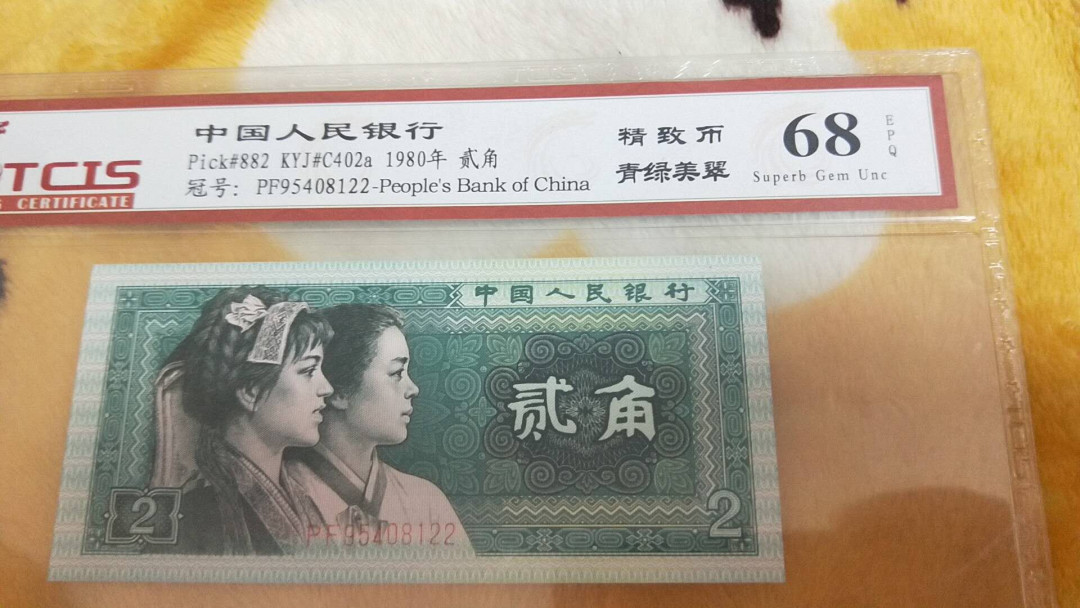 中国人民银行
Pick#882 KYJ#C402a 1980年 贰角
冠号: PF95408122-People's Bank of China
精致币
青绿美翠
68
EPQ
Superb Gem Unc
TCIS
CERTIFICATE
中国人民银行
贰角
2
2
PF95408122